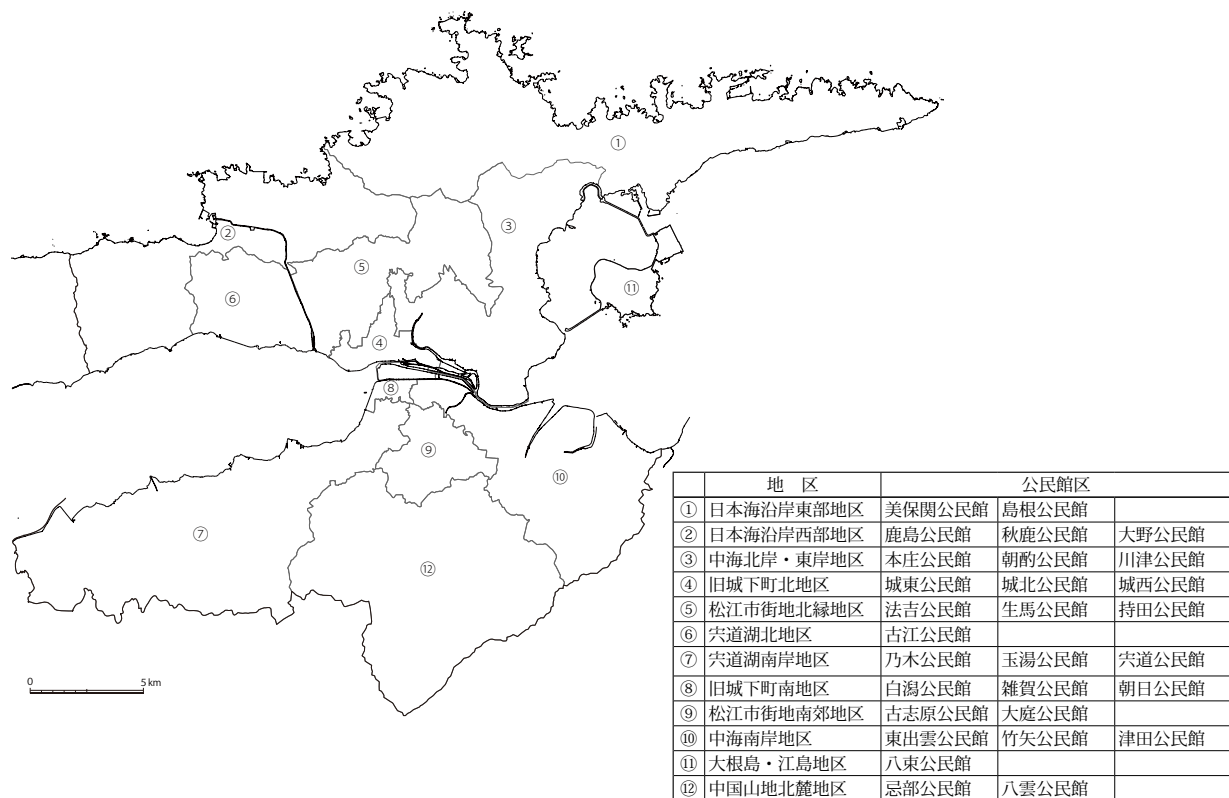 ①
③
②
⑤
⑪
⑥
④
⑧
⑨
⑩
⑦
⑫
0 5 km
地 区 公民館区
① 日本海沿岸東部地区 美保関公民館 島根公民館
② 日本海沿岸西部地区 鹿島公民館 秋鹿公民館 大野公民館
③ 中海北岸・東岸地区 本庄公民館 朝酌公民館 川津公民館
④ 旧城下町北地区 城東公民館 城北公民館 城西公民館
⑤ 松江市街地北縁地区 法吉公民館 生馬公民館 持田公民館
⑥ 宍道湖北地区 古江公民館
⑦ 宍道湖南岸地区 乃木公民館 玉湯公民館 宍道公民館
⑧ 旧城下町南地区 白潟公民館 雑賀公民館 朝日公民館
⑨ 松江市街地南郊地区 古志原公民館 大庭公民館
⑩ 中海南岸地区 東出雲公民館 竹矢公民館 津田公民館
⑪ 大根島・江島地区 八束公民館
⑫ 中国山地北麓地区 忌部公民館 八雲公民館